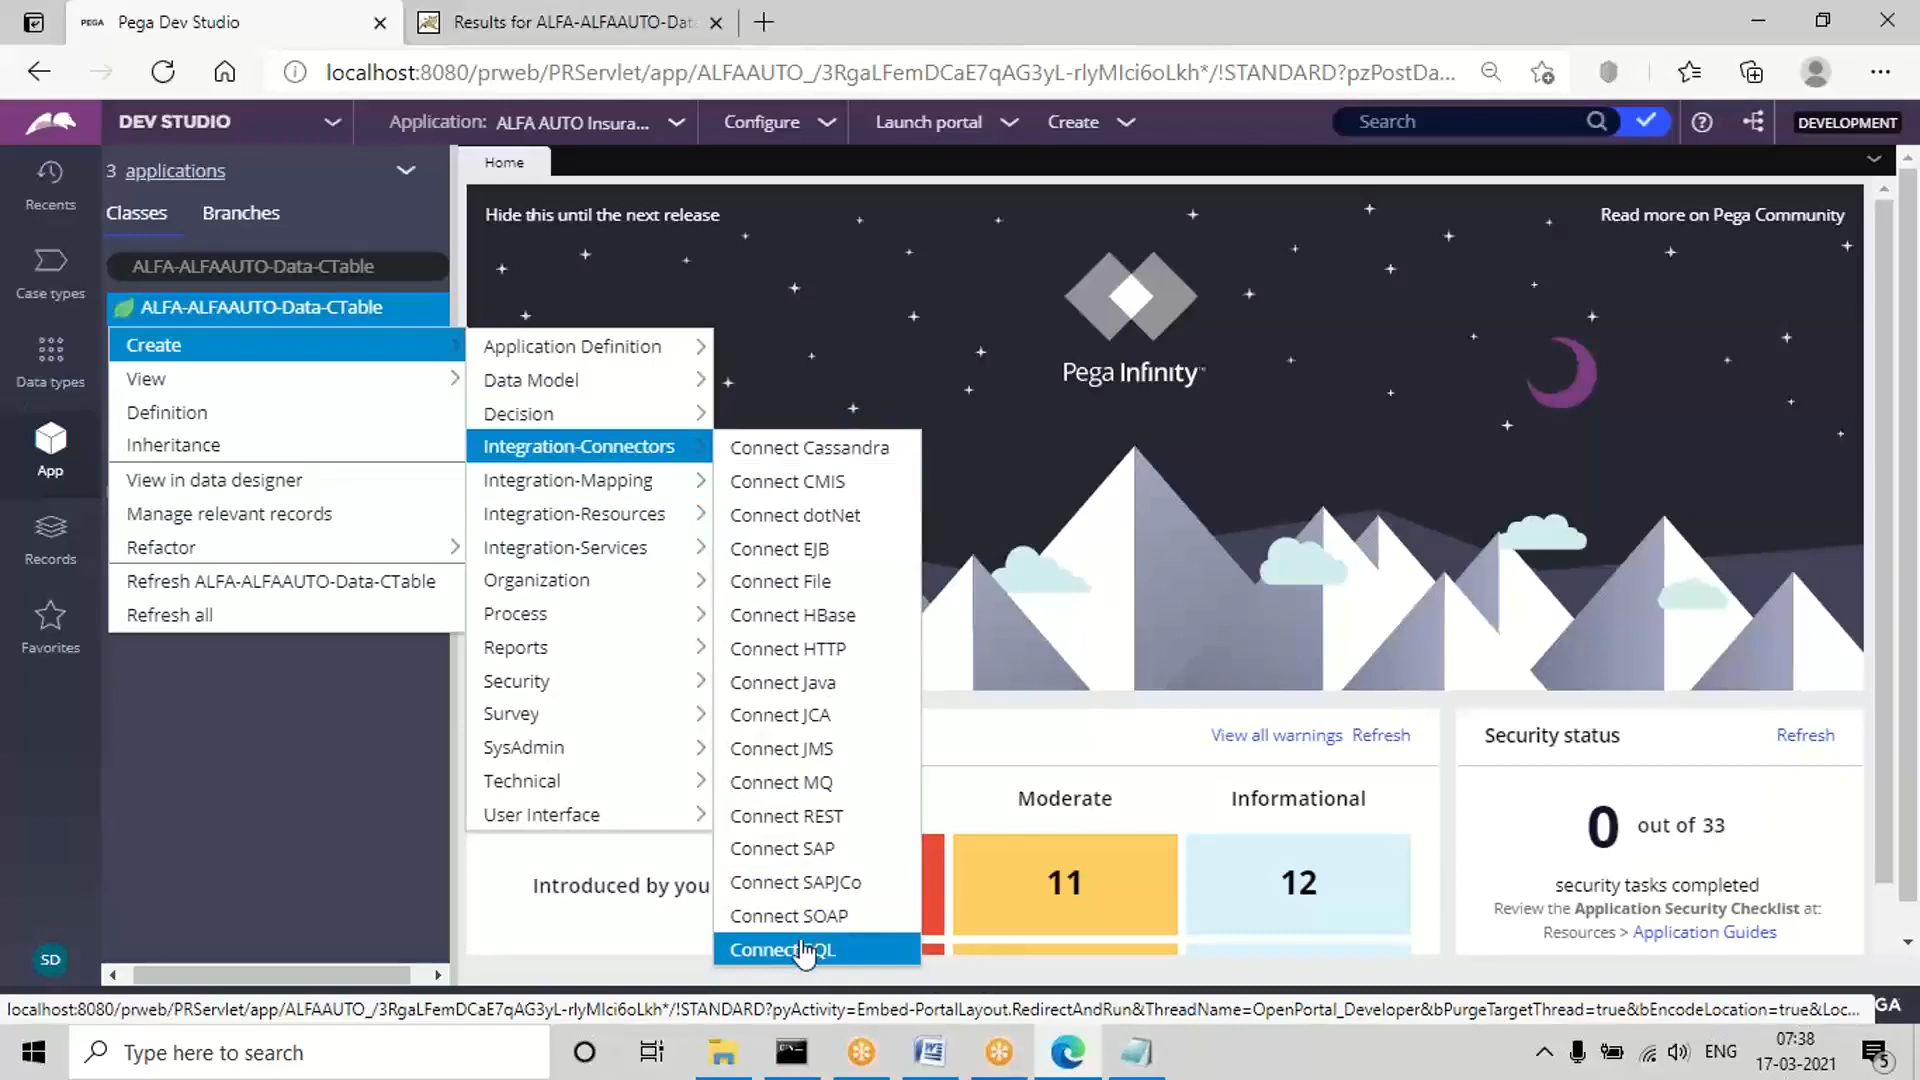 PEGA Pega Dev Studio
Results for ALFA-ALFAAUTO-Dat
localhost:8080/prweb/PRServlet/app/ALFAAUTO_/3RgaLFemDCaE7qAG3yL-rlyMIci6oLkh*/!STANDARD?pzPostDa...
DEV STUDIO
Application: ALFA AUTO Insura...
Configure
Launch portal
Create
Search
DEVELOPMENT
Recents
Case types
Data types
App
Records
Favorites
SD
3 applications
Classes
Branches
ALFA-ALFAAUTO-Data-CTable
ALFA-ALFAAUTO-Data-CTable
Create
View
Definition
Inheritance
View in data designer
Manage relevant records
Refactor
Refresh ALFA-ALFAAUTO-Data-CTable
Refresh all
Application Definition
Data Model
Decision
Integration-Connectors
Integration-Mapping
Integration-Resources
Integration-Services
Organization
Process
Reports
Security
Survey
SysAdmin
Technical
User Interface
Connect Cassandra
Connect CMIS
Connect dotNet
Connect EJB
Connect File
Connect HBase
Connect HTTP
Connect Java
Connect JCA
Connect JMS
Connect MQ
Connect REST
Connect SAP
Connect SAPJCo
Connect SOAP
Connect SQL
Home
Hide this until the next release
Read more on Pega Community
Pega Infinity™
View all warnings
Refresh
Moderate
Informational
Introduced by you
11
12
Security status
Refresh
0 out of 33
security tasks completed
Review the Application Security Checklist at:
Resources > Application Guides
localhost:8080/prweb/PRServlet/app/ALFAAUTO_/3RgaLFemDCaE7qAG3yL-rlyMIci6oLkh*/!STANDARD?pyActivity=Embed-PortalLayout.RedirectAndRun&ThreadName=OpenPortal_Developer&bPurgeTargetThread=true&bEncodeLocation=true&Loc...
GA
Type here to search
ENG
07:38
17-03-2021
5